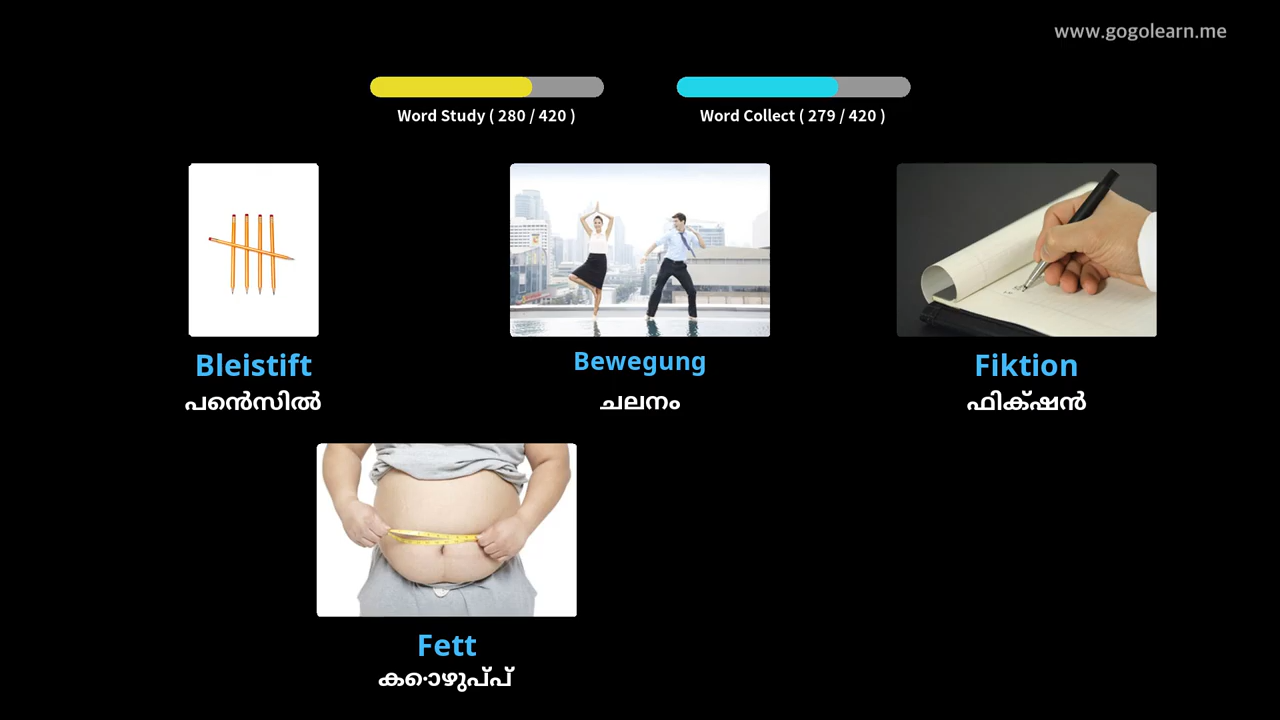 www.gogolearn.me
Word Study ( 280 / 420 )
Word Collect ( 279 / 420 )
Bleistift
പെൻസിൽ
Bewegung
ചലനം
Fiktion
ഫിക്ഷൻ
Fett
കൊഴുപ്പ്